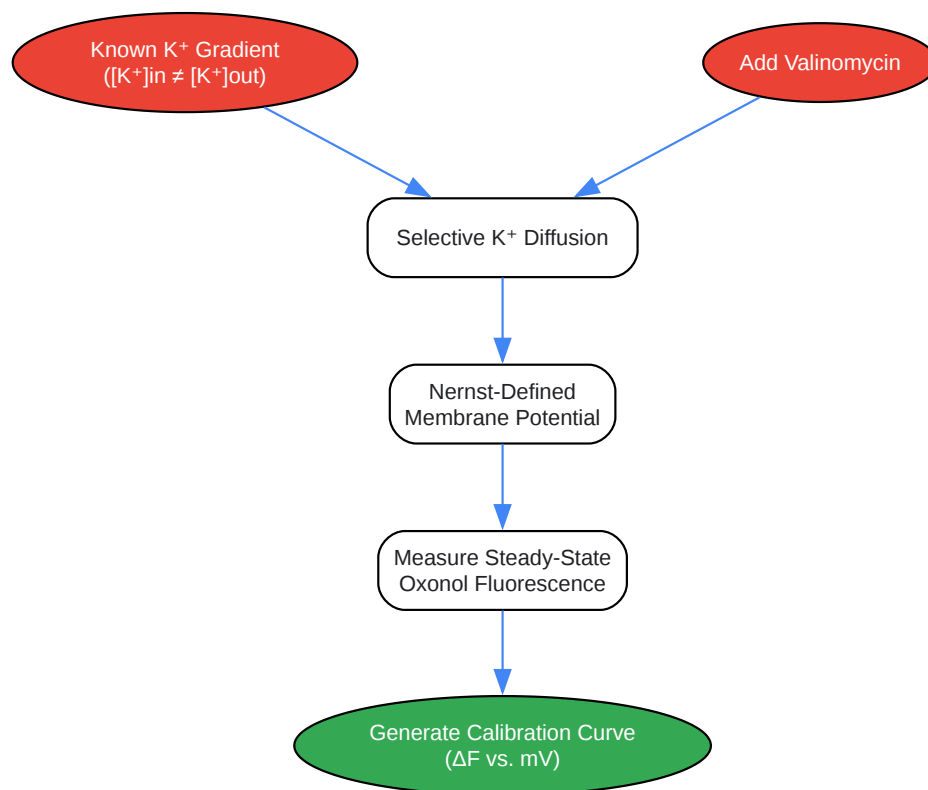 Known K⁺ Gradient
([K⁺]in ≠ [K⁺]out)
Add Valinomycin
Selective K⁺ Diffusion
Nernst-Defined
Membrane Potential
Measure Steady-State
Oxonol Fluorescence
Generate Calibration Curve
(ΔF vs. mV)